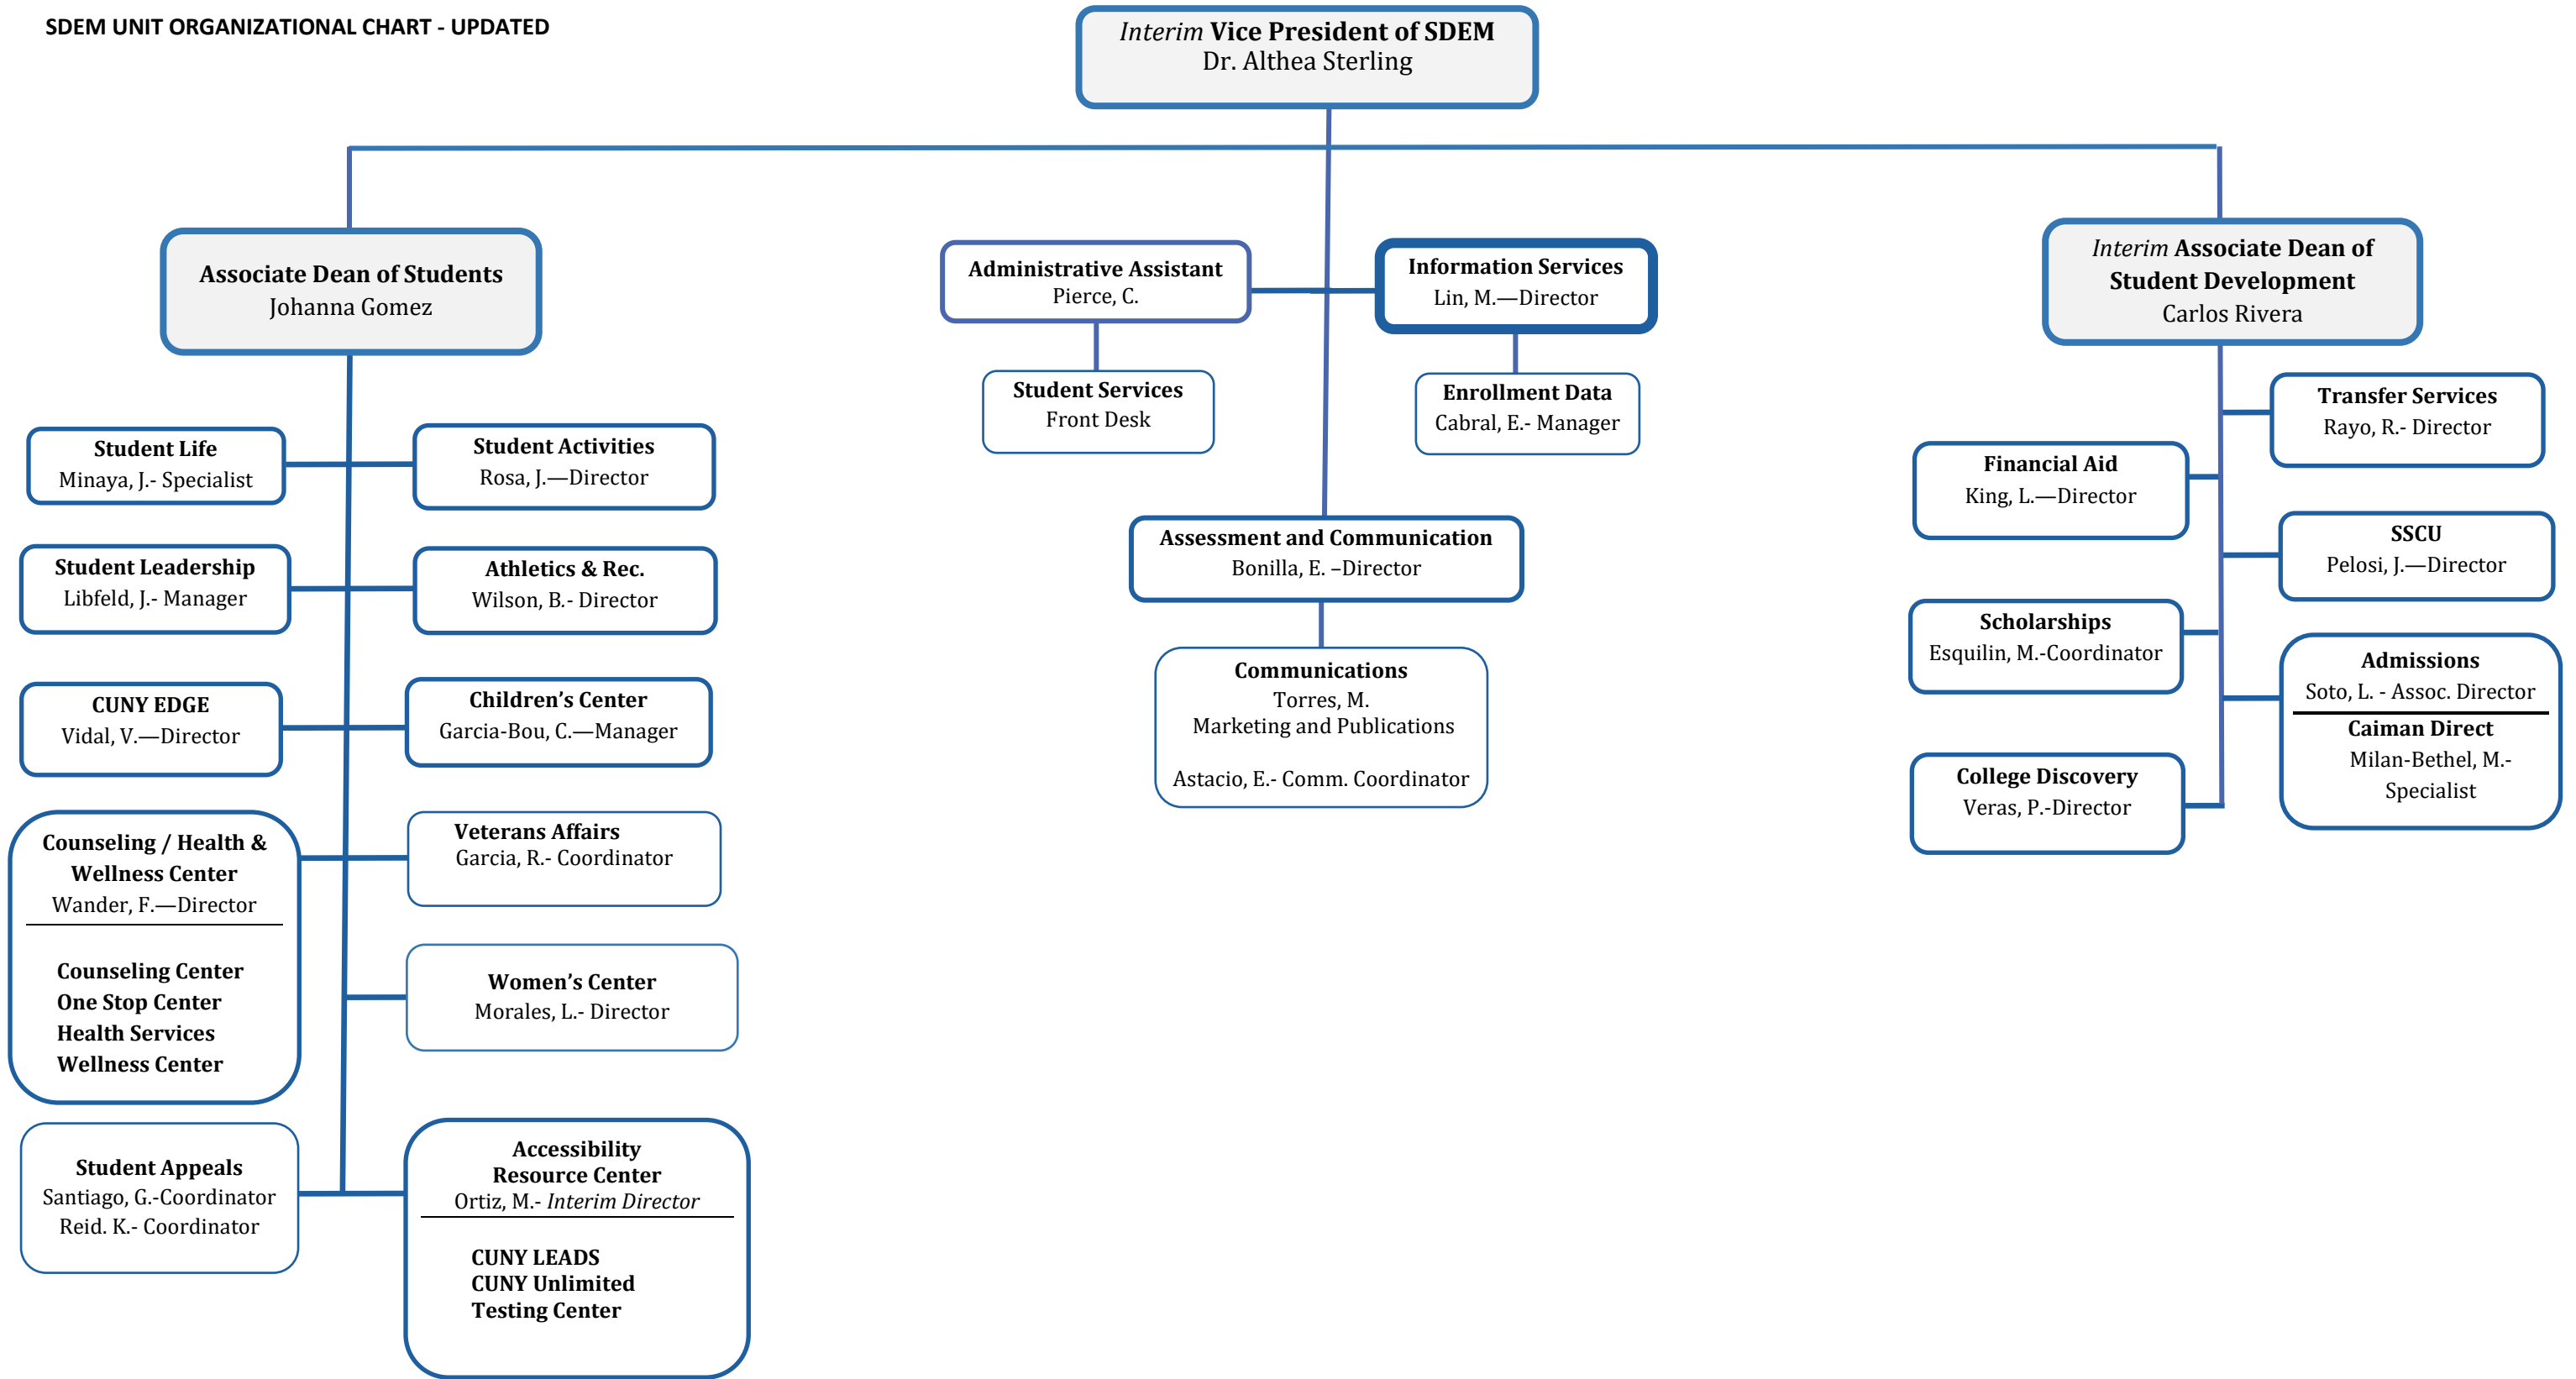 SDEM UNIT ORGANIZATIONAL CHART - UPDATED
Interim Vice President of SDEM
Dr. Althea Sterling
Associate Dean of Students
Johanna Gomez
Student Life
Minaya, J.- Specialist
Student Activities
Rosa, J.—Director
Student Leadership
Libfeld, J.- Manager
Athletics & Rec.
Wilson, B.- Director
CUNY EDGE
Vidal, V.—Director
Children’s Center
Garcia-Bou, C.—Manager
Counseling / Health &
Wellness Center
Wander, F.—Director
Counseling Center
One Stop Center
Health Services
Wellness Center
Veterans Affairs
Garcia, R.- Coordinator
Women’s Center
Morales, L.- Director
Student Appeals
Santiago, G.-Coordinator
Reid. K.- Coordinator
Accessibility
Resource Center
Ortiz, M.- Interim Director
CUNY LEADS
CUNY Unlimited
Testing Center
Administrative Assistant
Pierce, C.
Student Services
Front Desk
Information Services
Lin, M.—Director
Enrollment Data
Cabral, E.- Manager
Assessment and Communication
Bonilla, E. –Director
Communications
Torres, M.
Marketing and Publications
Astacio, E.- Comm. Coordinator
Interim Associate Dean of
Student Development
Carlos Rivera
Transfer Services
Rayo, R.- Director
Financial Aid
King, L.—Director
SSCU
Pelosi, J.—Director
Scholarships
Esquilin, M.-Coordinator
Admissions
Soto, L. - Assoc. Director
Caiman Direct
Milan-Bethel, M.-
Specialist
College Discovery
Veras, P.-Director